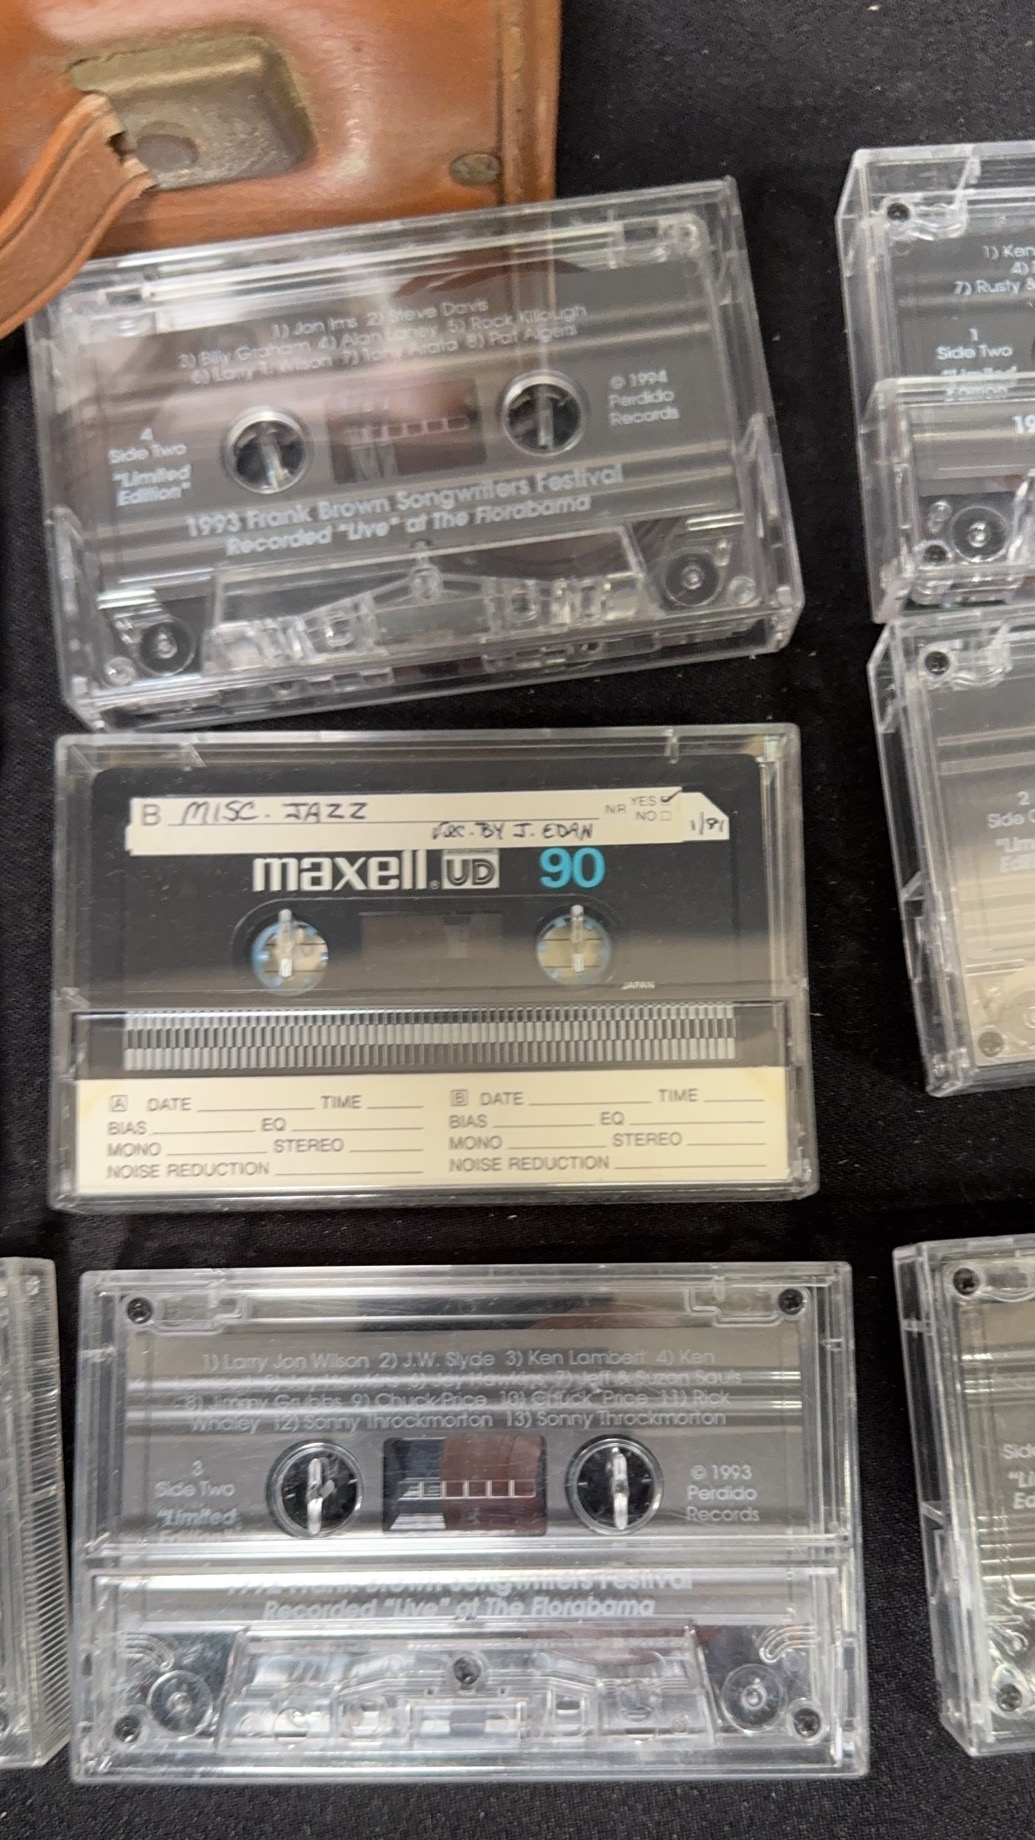 1) Jon Ims 2) Steve Davis
3) Billy Graham 4) Alan Laney 5) Rock Killough
6) Larry T. Wilson 7) Tony Arata 8) Pat Algers
© 1994
Perdido
Records
4
Side Two
"Limited
Edition"
1993 Frank Brown Songwriters Festival
Recorded "Live" at The Florabama
1) Ken
4)
7) Rusty &
1
Side Two
"Limited
Edition"
19
B MISC. JAZZ
NR YES
NO
REC. BY J. EDAN
maxell UD 90
JAPAN
A DATE TIME
BIAS EQ
MONO STEREO
NOISE REDUCTION
B DATE TIME
BIAS EQ
MONO STEREO
NOISE REDUCTION
2
Side
1) Larry Jon Wilson 2) J.W. Slyde 3) Ken Lambert 4) Ken
7) Jeff & Suzan Sauls
8) Jimmy Grubbs 9) Chuck Price 10) Chuck Price 11) Rick
Whaley 12) Sonny Throckmorton 13) Sonny Throckmorton
3
Side Two
"Limited
Edition"
© 1993
Perdido
Records
Frank Brown Songwriters Festival
Recorded "Live" at The Florabama